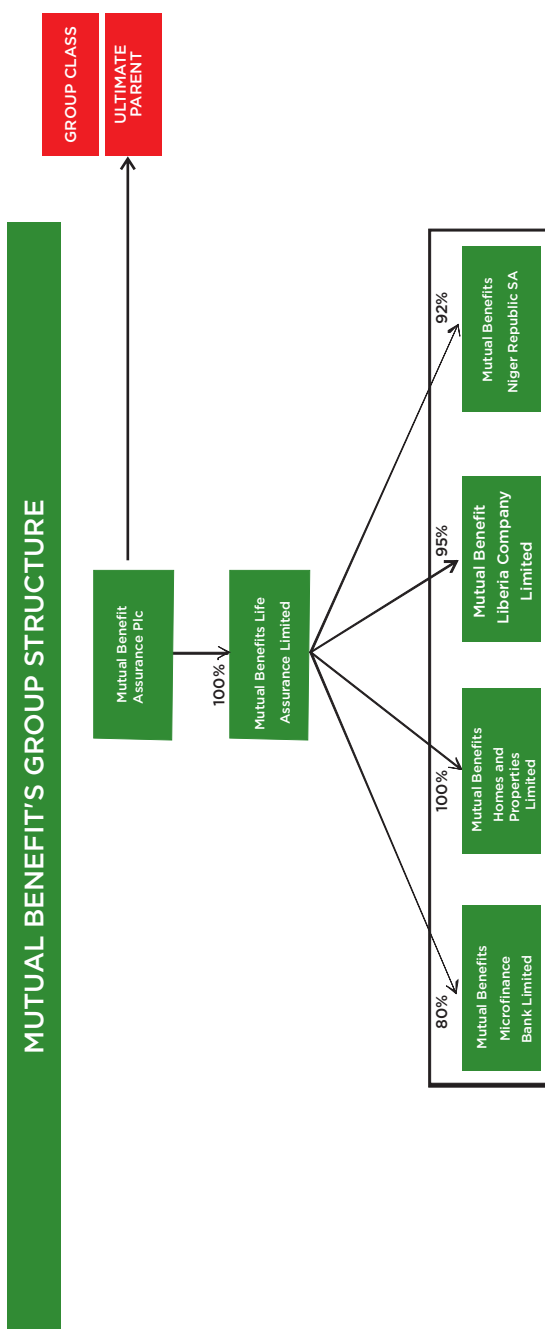 MUTUAL BENEFIT'S GROUP STRUCTURE
GROUP CLASS
ULTIMATE
PARENT
Mutual Benefit
Assurance Plc
100%
Mutual Benefits Life
Assurance Limited
80%
100%
95%
92%
Mutual Benefits
Microfinance
Bank Limited
Mutual Benefits
Homes and
Properties
Limited
Mutual Benefit
Liberia Company
Limited
Mutual Benefits
Niger Republic SA